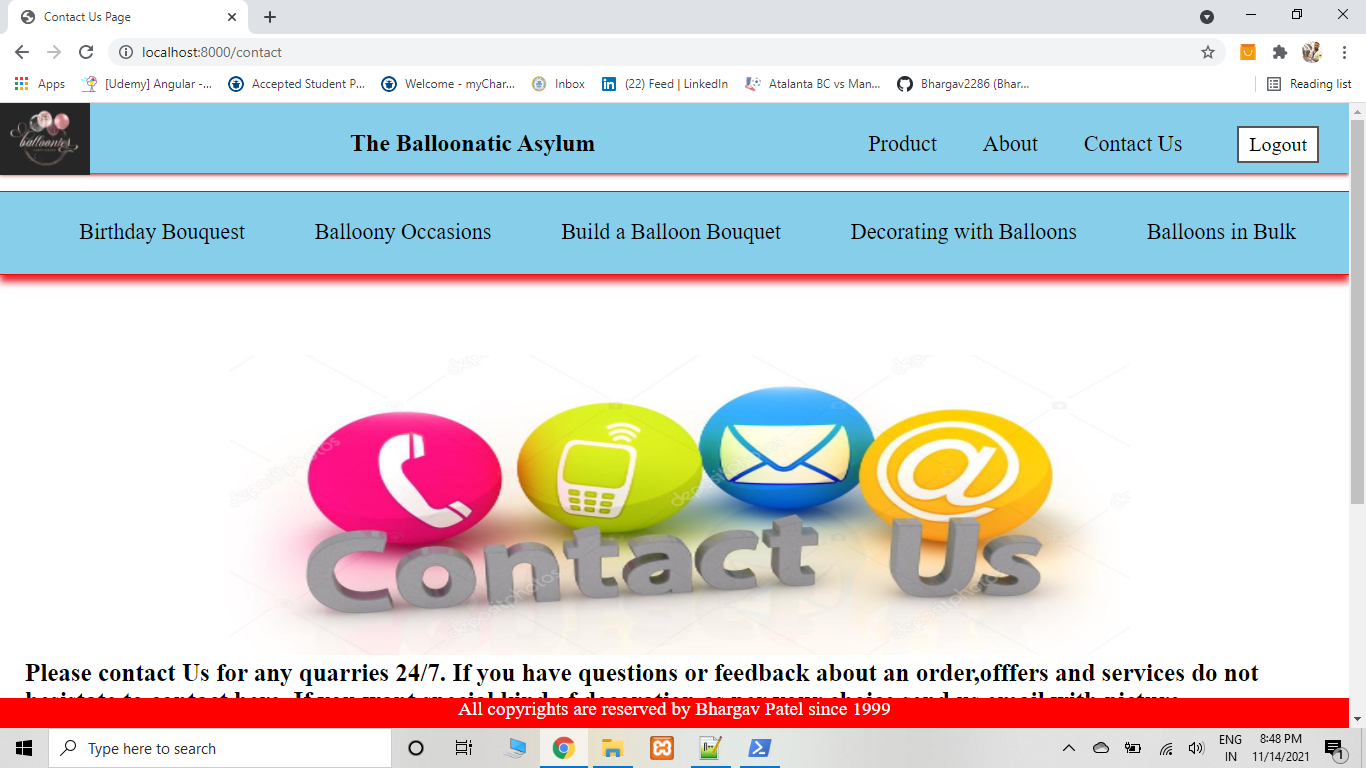 Contact Us Page
localhost:8000/contact
Apps [Udemy] Angular -... Accepted Student P... Welcome - myChar... Inbox (22) Feed | LinkedIn Atalanta BC vs Man... Bhargav2286 (Bhar... Reading list
The Balloonatic Asylum Product About Contact Us Logout
Birthday Bouquest Balloony Occasions Build a Balloon Bouquet Decorating with Balloons Balloons in Bulk
depositphotos
Contact Us
Please contact Us for any quarries 24/7. If you have questions or feedback about an order,offfers and services do not
All copyrights are reserved by Bhargav Patel since 1999
Type here to search
ENG 8:48 PM
IN 11/14/2021 1